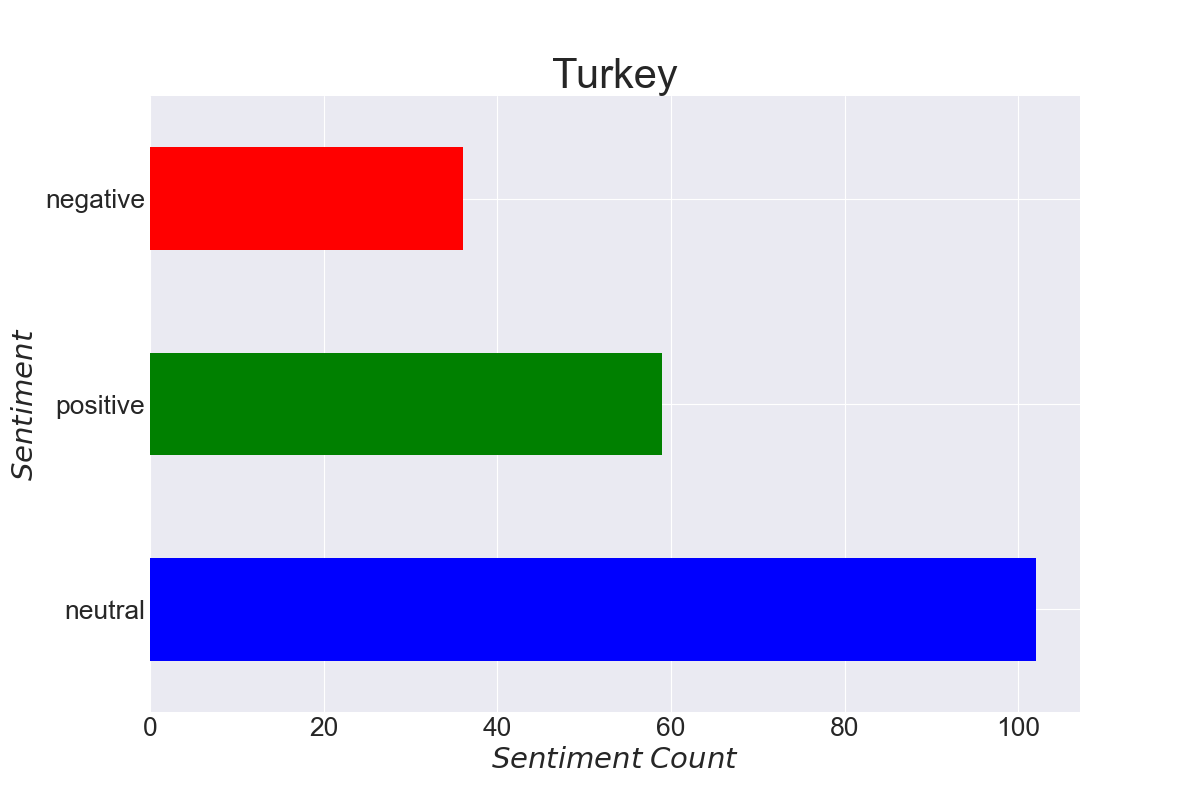 Turkey
negative
positive
neutral
Sentiment
0 20 40 60 80 100
Sentiment Count